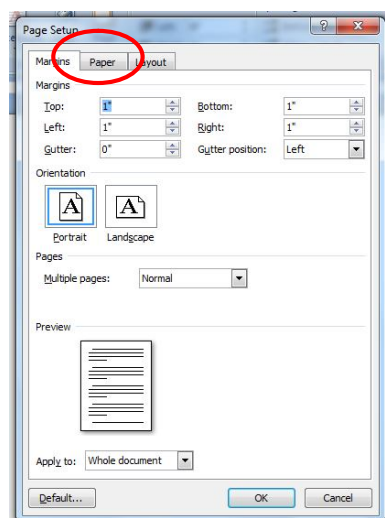 Page Setup
Margins Paper Layout
Margins
Top: 1" Bottom: 1"
Left: 1" Right: 1"
Gutter: 0" Gutter position: Left
Orientation
A A
Portrait Landscape
Pages
Multiple pages: Normal
Preview
Apply to: Whole document
Default... OK Cancel